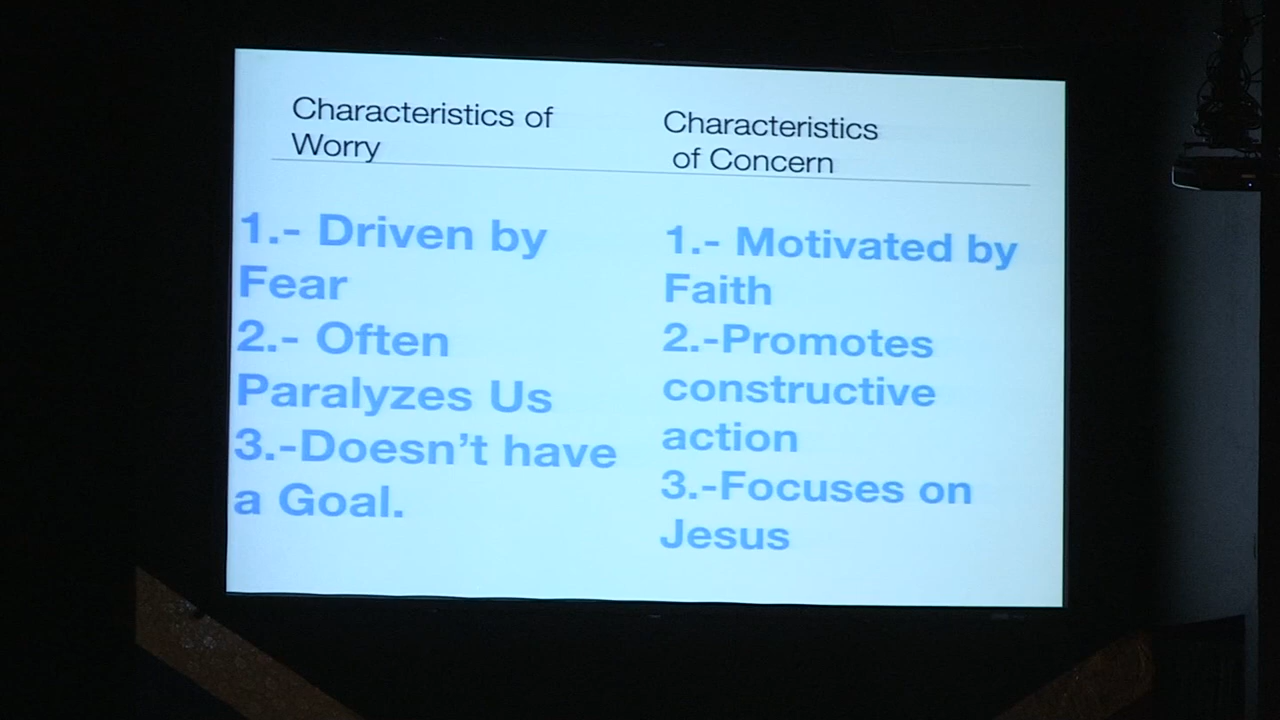 Characteristics of
Worry
1.- Driven by
Fear
2.- Often
Paralyzes Us
3.-Doesn't have
a Goal.
Characteristics
of Concern
1.- Motivated by
Faith
2.-Promotes
constructive
action
3.-Focuses on
Jesus